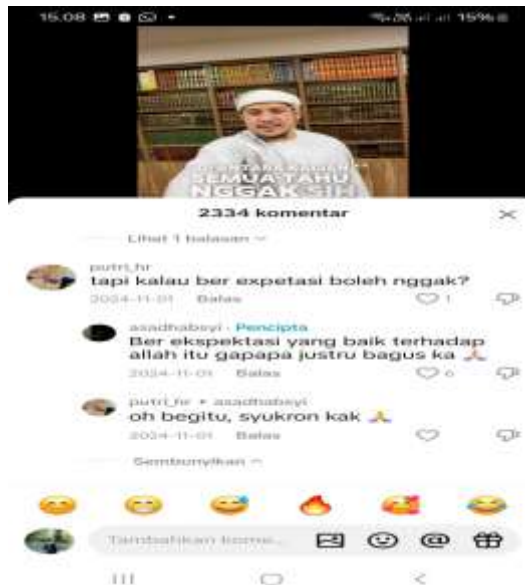 15.08
15%
SEMUA TAHU
NGGAK SIH
2334 komentar
Lihat 1 balasan
putri_hr
tapi kalau ber expetasi boleh nggak?
2024-11-01 Balas
1
asadhabsyi · Pencipta
Ber ekspektasi yang baik terhadap
allah itu gapapa justru bagus ka 🙏
2024-11-01 Balas
6
putri_hr asadhabsyi
oh begitu, syukron kak 🙏
2024-11-01 Balas
Sembunyikan
Tambahkan kome...